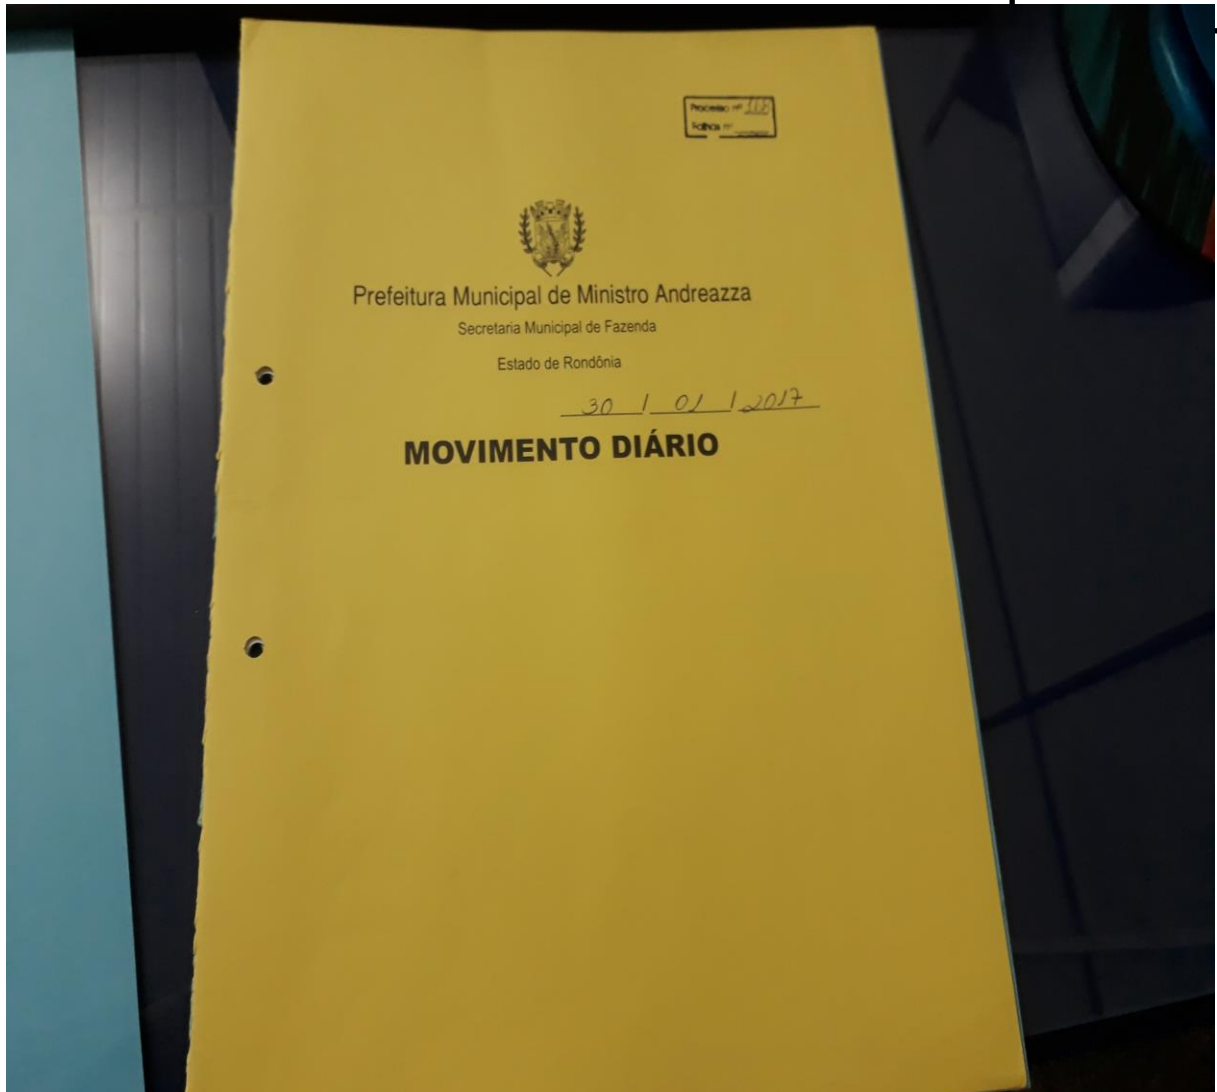 Processo nº 118
Folhas nº
Prefeitura Municipal de Ministro Andreazza
Secretaria Municipal de Fazenda
Estado de Rondônia
30 / 01 / 2017
MOVIMENTO DIÁRIO